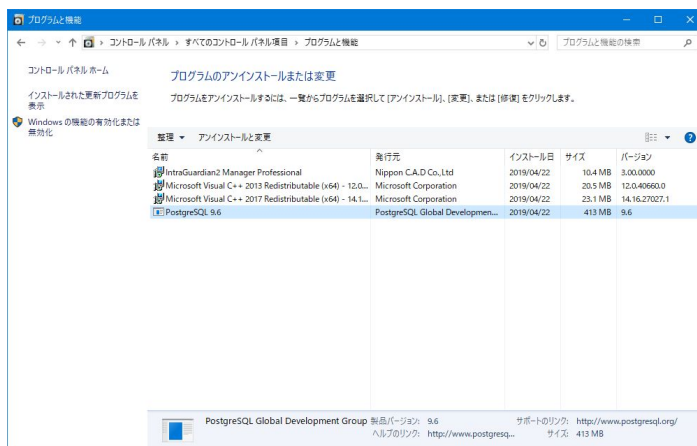 プログラムと機能
コントロール パネル › すべてのコントロール パネル項目 › プログラムと機能
プログラムと機能の検索
コントロール パネル ホーム
インストールされた更新プログラムを
表示
Windows の機能の有効化または
無効化
プログラムのアンインストールまたは変更
プログラムをアンインストールするには、一覧からプログラムを選択して [アンインストール]、[変更]、または [修復] をクリックします。
整理 ▼ アンインストールと変更
名前 発行元 インストール日 サイズ バージョン
IntraGuardian2 Manager Professional Nippon C.A.D Co.,Ltd 2019/04/22 10.4 MB 3.00.0000
Microsoft Visual C++ 2013 Redistributable (x64) - 12.0... Microsoft Corporation 2019/04/22 20.5 MB 12.0.40660.0
Microsoft Visual C++ 2017 Redistributable (x64) - 14.1... Microsoft Corporation 2019/04/22 23.1 MB 14.16.27027.1
PostgreSQL 9.6 PostgreSQL Global Developmen... 2019/04/22 413 MB 9.6
PostgreSQL Global Development Group 製品バージョン: 9.6 サポートのリンク: http://www.postgresql.org/
ヘルプのリンク: http://www.postgresq... サイズ: 413 MB